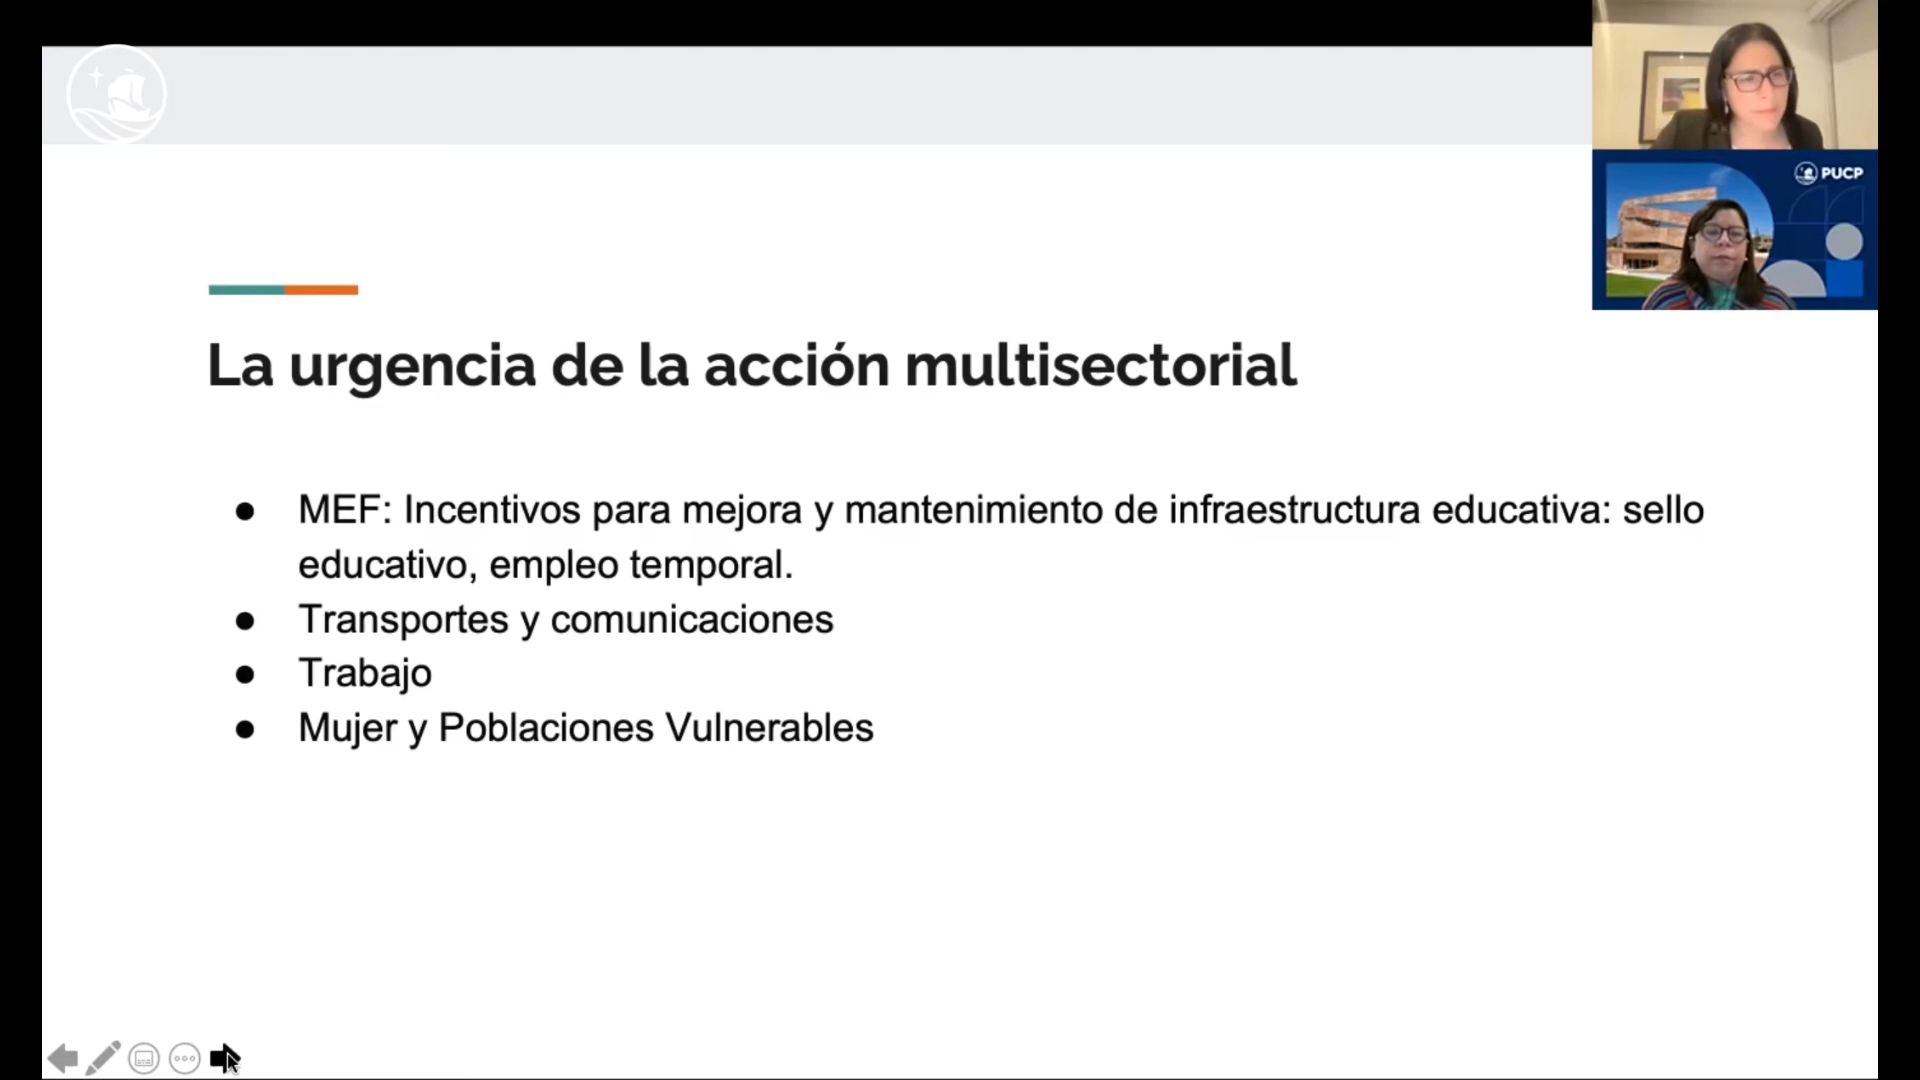 PUCP
La urgencia de la acción multisectorial
● MEF: Incentivos para mejora y mantenimiento de infraestructura educativa: sello
educativo, empleo temporal.
● Transportes y comunicaciones
● Trabajo
● Mujer y Poblaciones Vulnerables